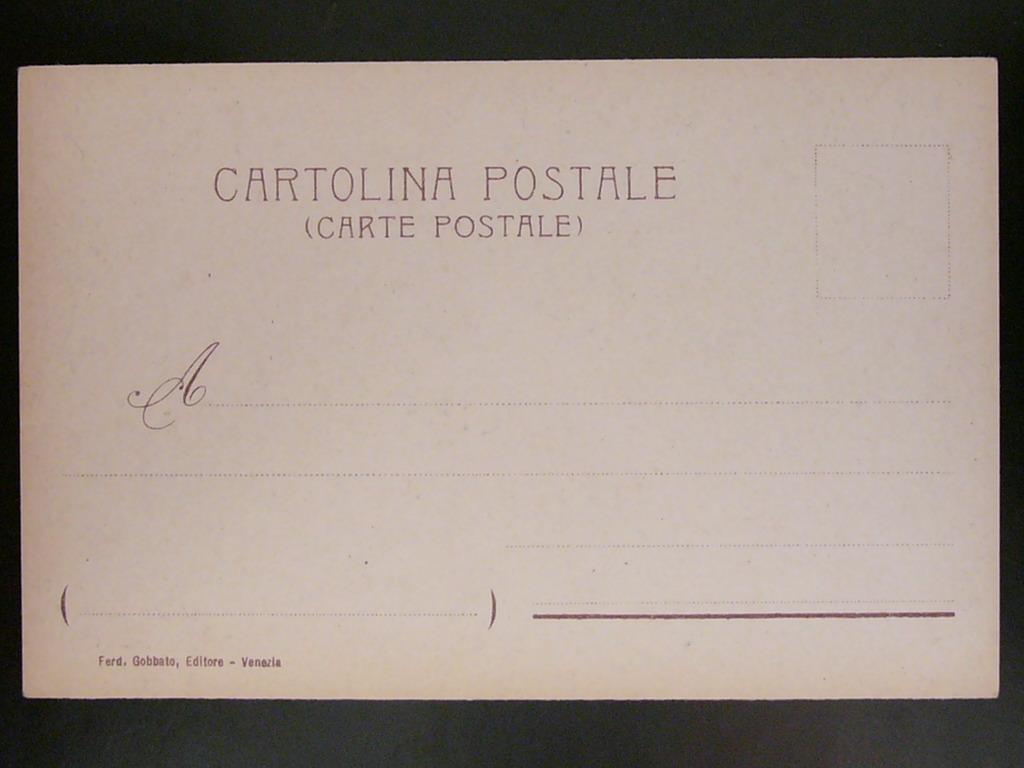 CARTOLINA POSTALE
(CARTE POSTALE)
A
( )
Ferd. Gobbato, Editore - Venezia